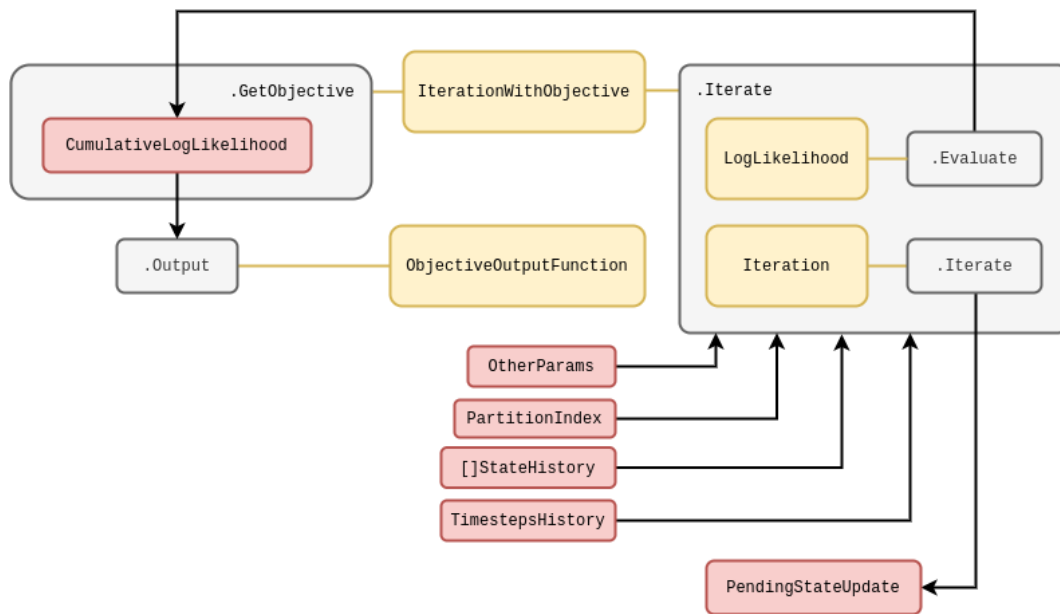 .GetObjective
IterationWithObjective
.Iterate
CumulativeLogLikelihood
LogLikelihood
.Evaluate
.Output
ObjectiveOutputFunction
Iteration
.Iterate
OtherParams
PartitionIndex
[]StateHistory
TimestepsHistory
PendingStateUpdate